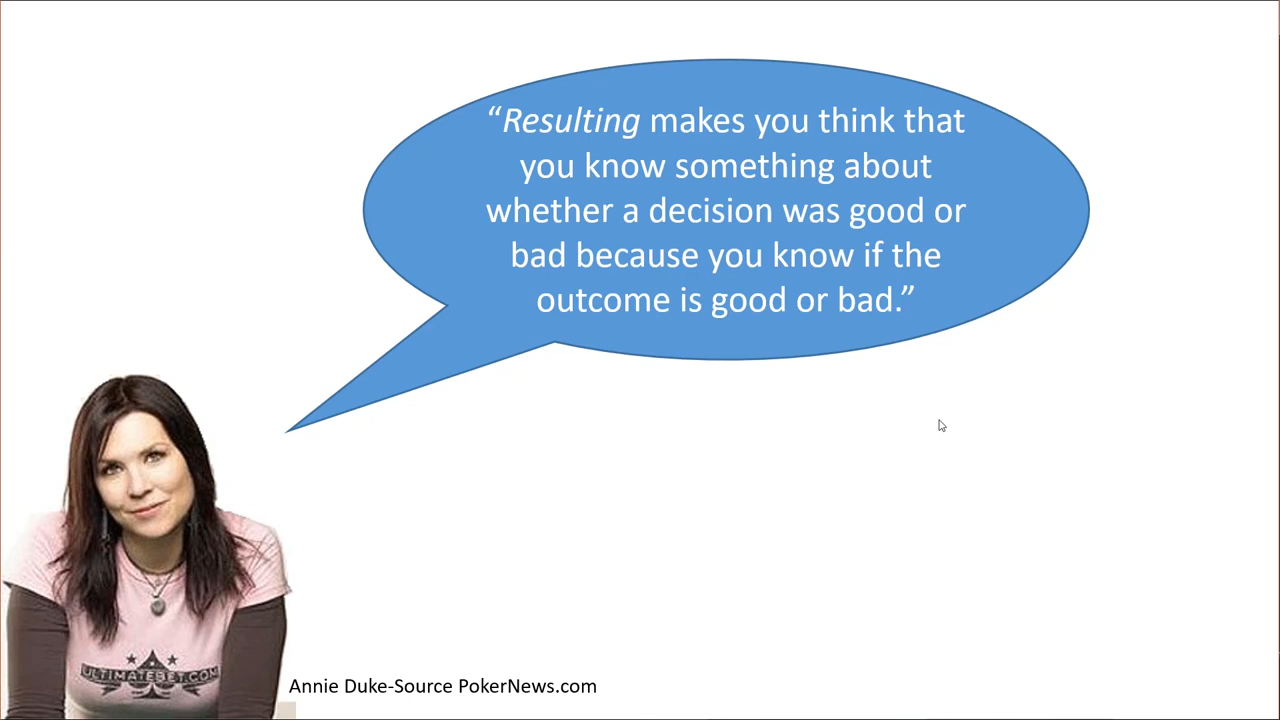 “Resulting makes you think that
you know something about
whether a decision was good or
bad because you know if the
outcome is good or bad.”
ULTIMATEBET.COM
Annie Duke-Source PokerNews.com